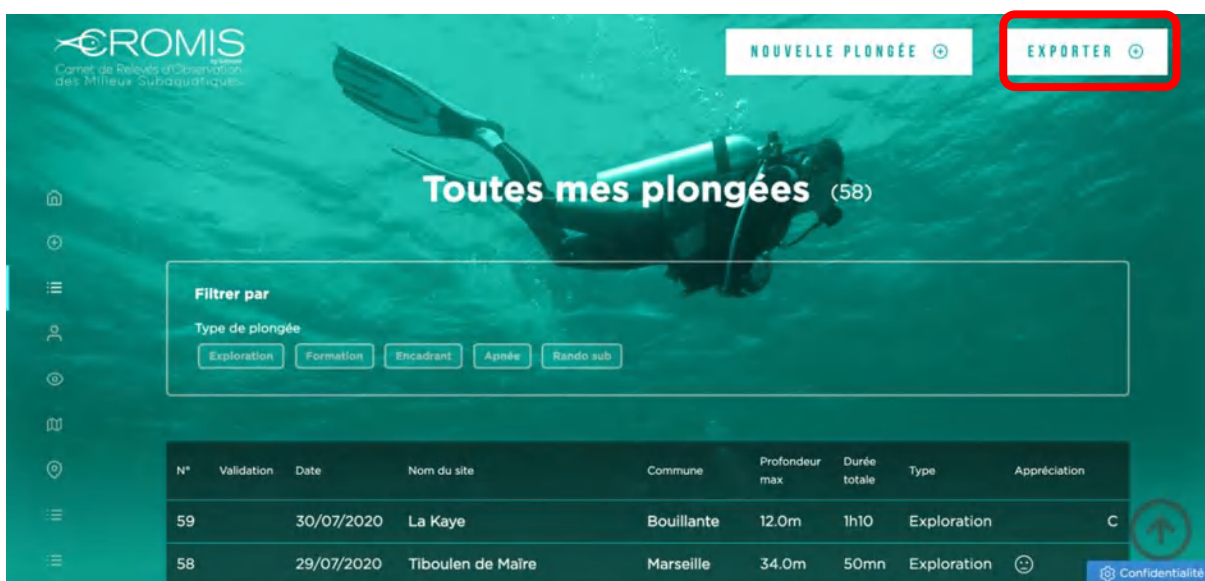 CROMIS
by Subaqua
Carnet de Relevés d'Observation
des Milieux Subaquatiques
NOUVELLE PLONGÉE
EXPORTER
Toutes mes plongées (58)
Filtrer par
Type de plongée
Exploration Formation Encadrant Apnée Rando sub
N° Validation Date Nom du site Commune Profondeur max Durée totale Type Appréciation
59 30/07/2020 La Kaye Bouillante 12.0m 1h10 Exploration C
58 29/07/2020 Tiboulen de Maïre Marseille 34.0m 50mn Exploration
Confidentialité